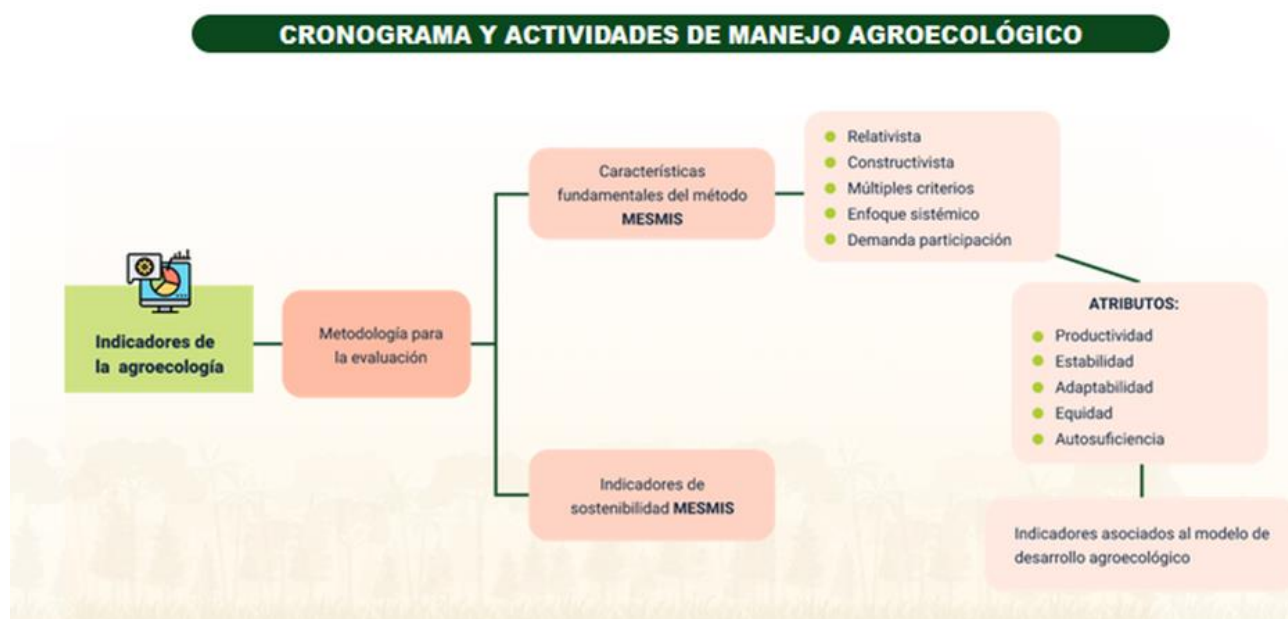 CRONOGRAMA Y ACTIVIDADES DE MANEJO AGROECOLÓGICO
Indicadores de
la agroecología
Metodología para
la evaluación
Características
fundamentales del método
MESMIS
Relativista
Constructivista
Múltiples criterios
Enfoque sistémico
Demanda participación
ATRIBUTOS:
Productividad
Estabilidad
Adaptabilidad
Equidad
Autosuficiencia
Indicadores de
sostenibilidad MESMIS
Indicadores asociados al modelo de
desarrollo agroecológico